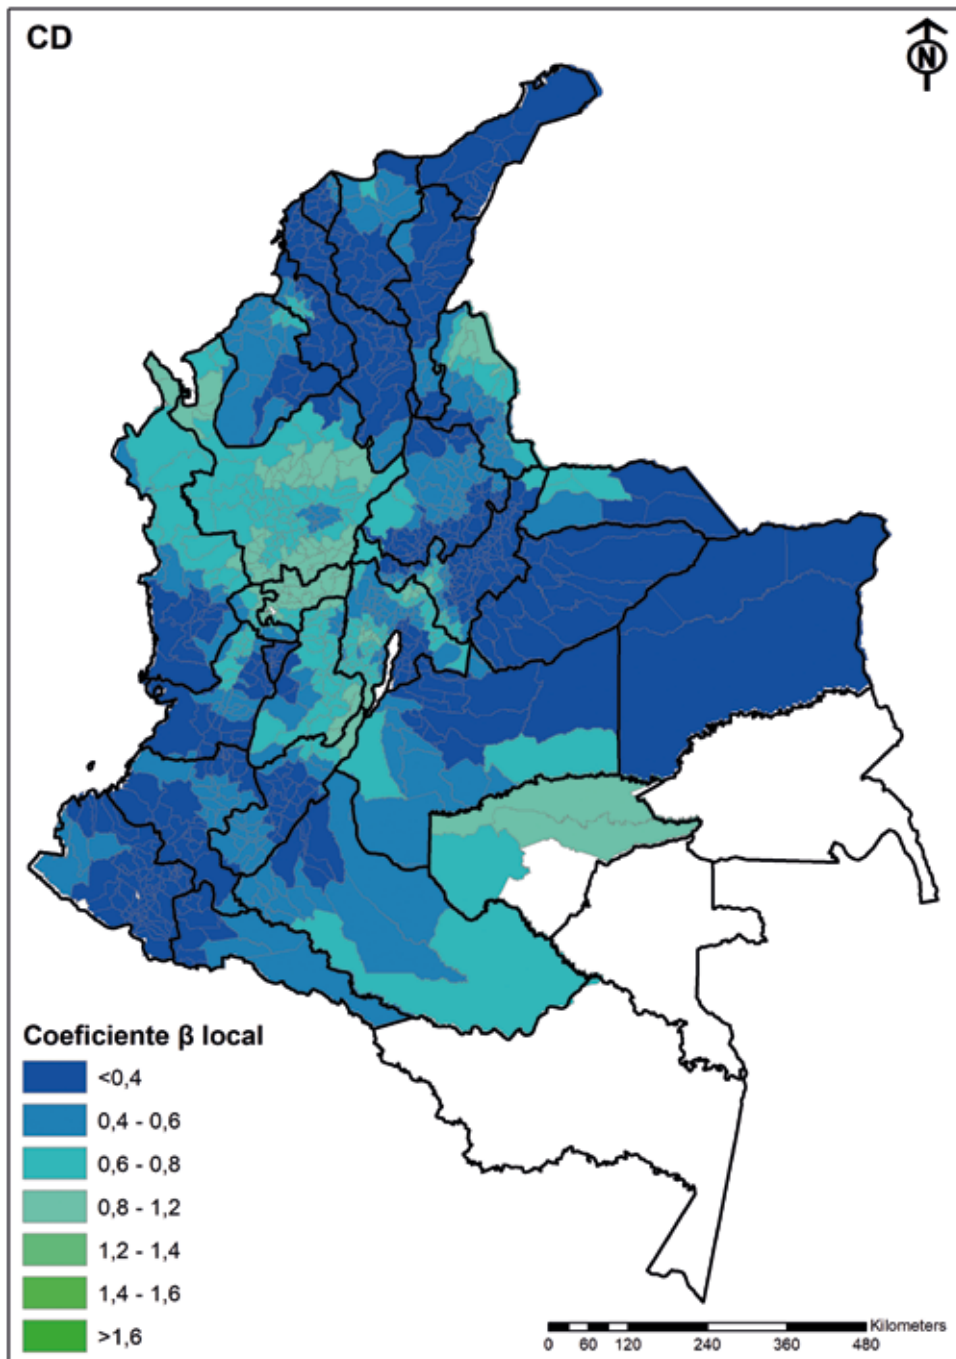 CD
N
Coeficiente β local
<0,4
0,4 - 0,6
0,6 - 0,8
0,8 - 1,2
1,2 - 1,4
1,4 - 1,6
>1,6
Kilometers
0 60 120 240 360 480